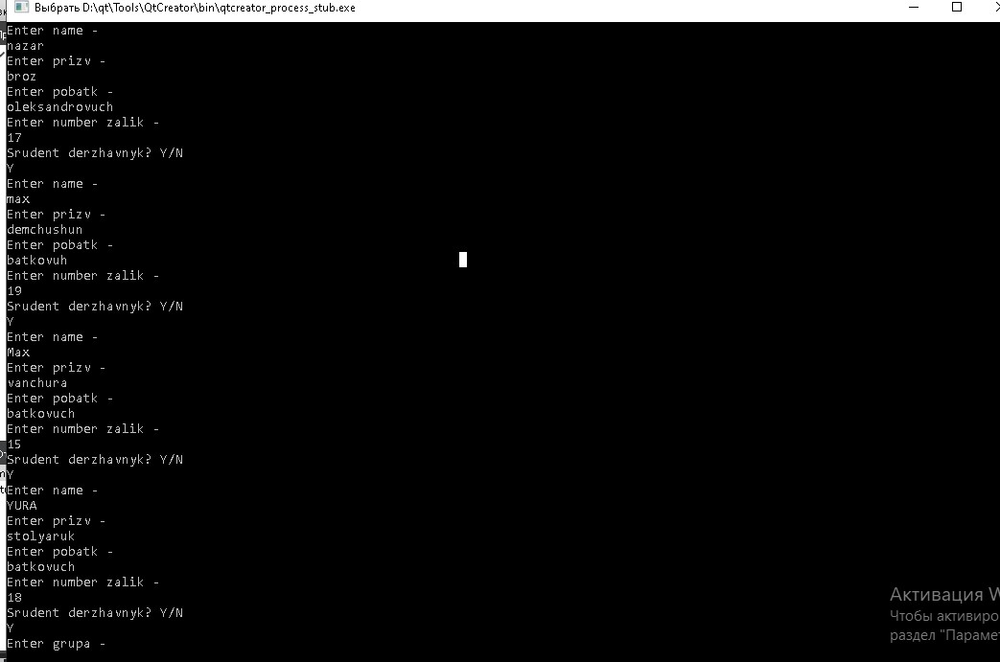 Выбрать D:\qt\Tools\QtCreator\bin\qtcreator_process_stub.exe
Enter name -
nazar
Enter prizv -
broz
Enter pobatk -
oleksandrovuch
Enter number zalik -
17
Srudent derzhavnyk? Y/N
Y
Enter name -
max
Enter prizv -
demchushun
Enter pobatk -
batkovuh
Enter number zalik -
19
Srudent derzhavnyk? Y/N
Y
Enter name -
Max
Enter prizv -
vanchura
Enter pobatk -
batkovuch
Enter number zalik -
15
Srudent derzhavnyk? Y/N
Y
Enter name -
YURA
Enter prizv -
stolyaruk
Enter pobatk -
batkovuch
Enter number zalik -
18
Srudent derzhavnyk? Y/N
Y
Enter grupa -
Активация W
Чтобы активиро
раздел "Параме